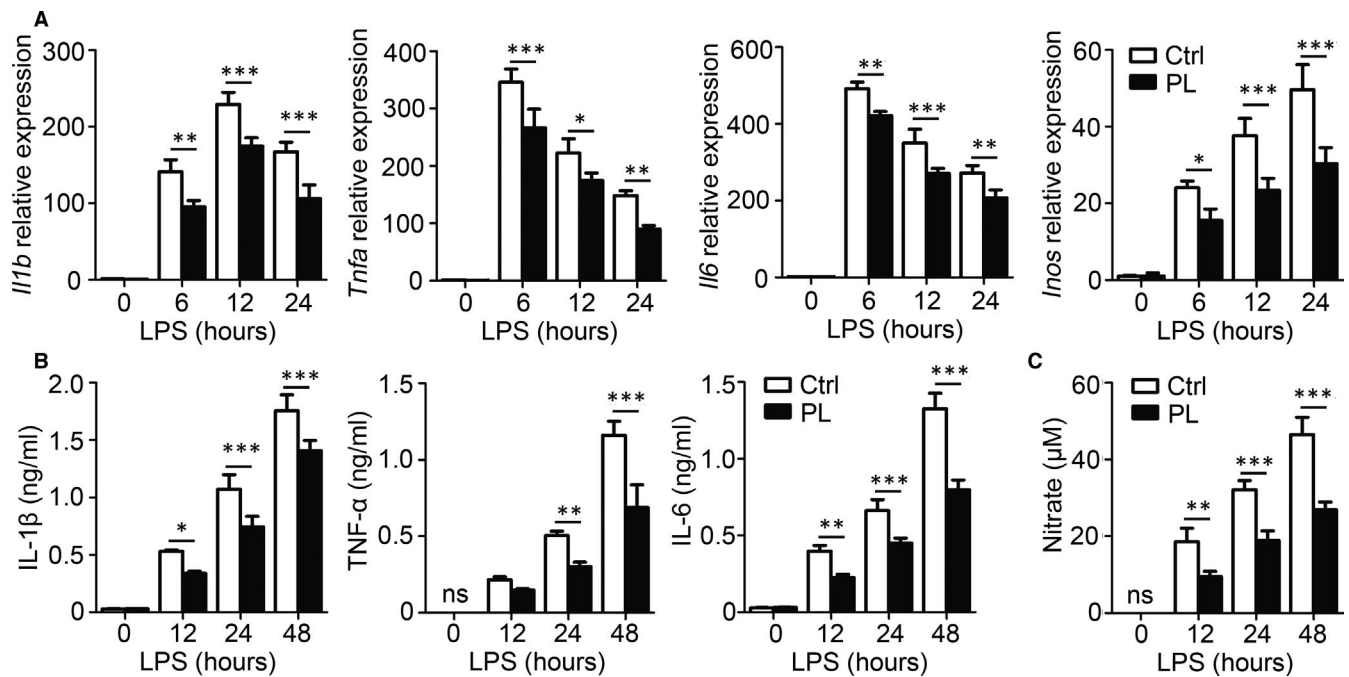 A
Il1b relative expression
300
200
100
0
** *** ***
0 6 12 24
LPS (hours)
Tnfa relative expression
400
300
200
100
0
*** * **
0 6 12 24
LPS (hours)
Il6 relative expression
600
400
200
0
** *** **
0 6 12 24
LPS (hours)
Inos relative expression
60
40
20
0
Ctrl
PL
* *** ***
0 6 12 24
LPS (hours)
B
IL-1β (ng/ml)
2.0
1.5
1.0
0.5
0
* *** ***
0 12 24 48
LPS (hours)
TNF-α (ng/ml)
1.5
1.0
0.5
0
ns ** ***
0 12 24 48
LPS (hours)
IL-6 (ng/ml)
1.5
1.0
0.5
0
Ctrl
PL
** *** ***
0 12 24 48
LPS (hours)
C
Nitrate (μM)
60
40
20
0
Ctrl
PL
ns ** *** ***
0 12 24 48
LPS (hours)